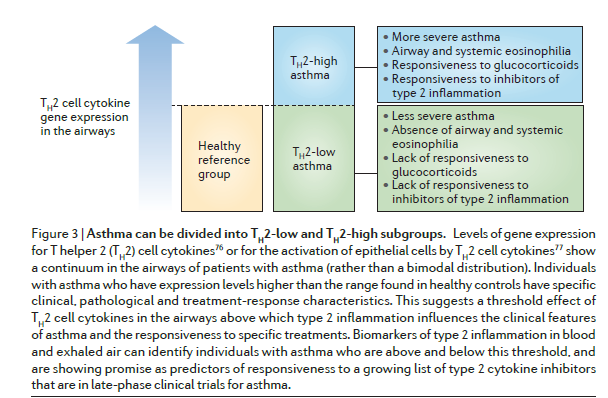 T_H2 cell cytokine
gene expression
in the airways
Healthy
reference
group
T_H2-high
asthma
T_H2-low
asthma
• More severe asthma
• Airway and systemic eosinophilia
• Responsiveness to glucocorticoids
• Responsiveness to inhibitors of
type 2 inflammation
• Less severe asthma
• Absence of airway and systemic
eosinophilia
• Lack of responsiveness to
glucocorticoids
• Lack of responsiveness to
inhibitors of type 2 inflammation
Figure 3 | Asthma can be divided into T_H2-low and T_H2-high subgroups. Levels of gene expression
for T helper 2 (T_H2) cell cytokines76 or for the activation of epithelial cells by T_H2 cell cytokines77 show
a continuum in the airways of patients with asthma (rather than a bimodal distribution). Individuals
with asthma who have expression levels higher than the range found in healthy controls have specific
clinical, pathological and treatment-response characteristics. This suggests a threshold effect of
T_H2 cell cytokines in the airways above which type 2 inflammation influences the clinical features
of asthma and the responsiveness to specific treatments. Biomarkers of type 2 inflammation in blood
and exhaled air can identify individuals with asthma who are above and below this threshold, and
are showing promise as predictors of responsiveness to a growing list of type 2 cytokine inhibitors
that are in late-phase clinical trials for asthma.